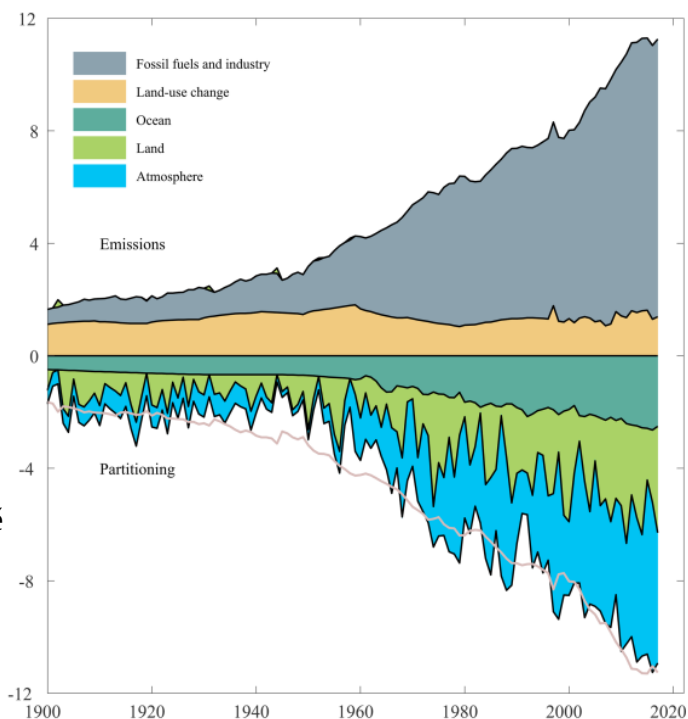 12
Fossil fuels and industry
Land-use change
Ocean
8
Land
Atmosphere
4
Emissions
0
-4
Partitioning
-8
-12
1900 1920 1940 1960 1980 2000 2020